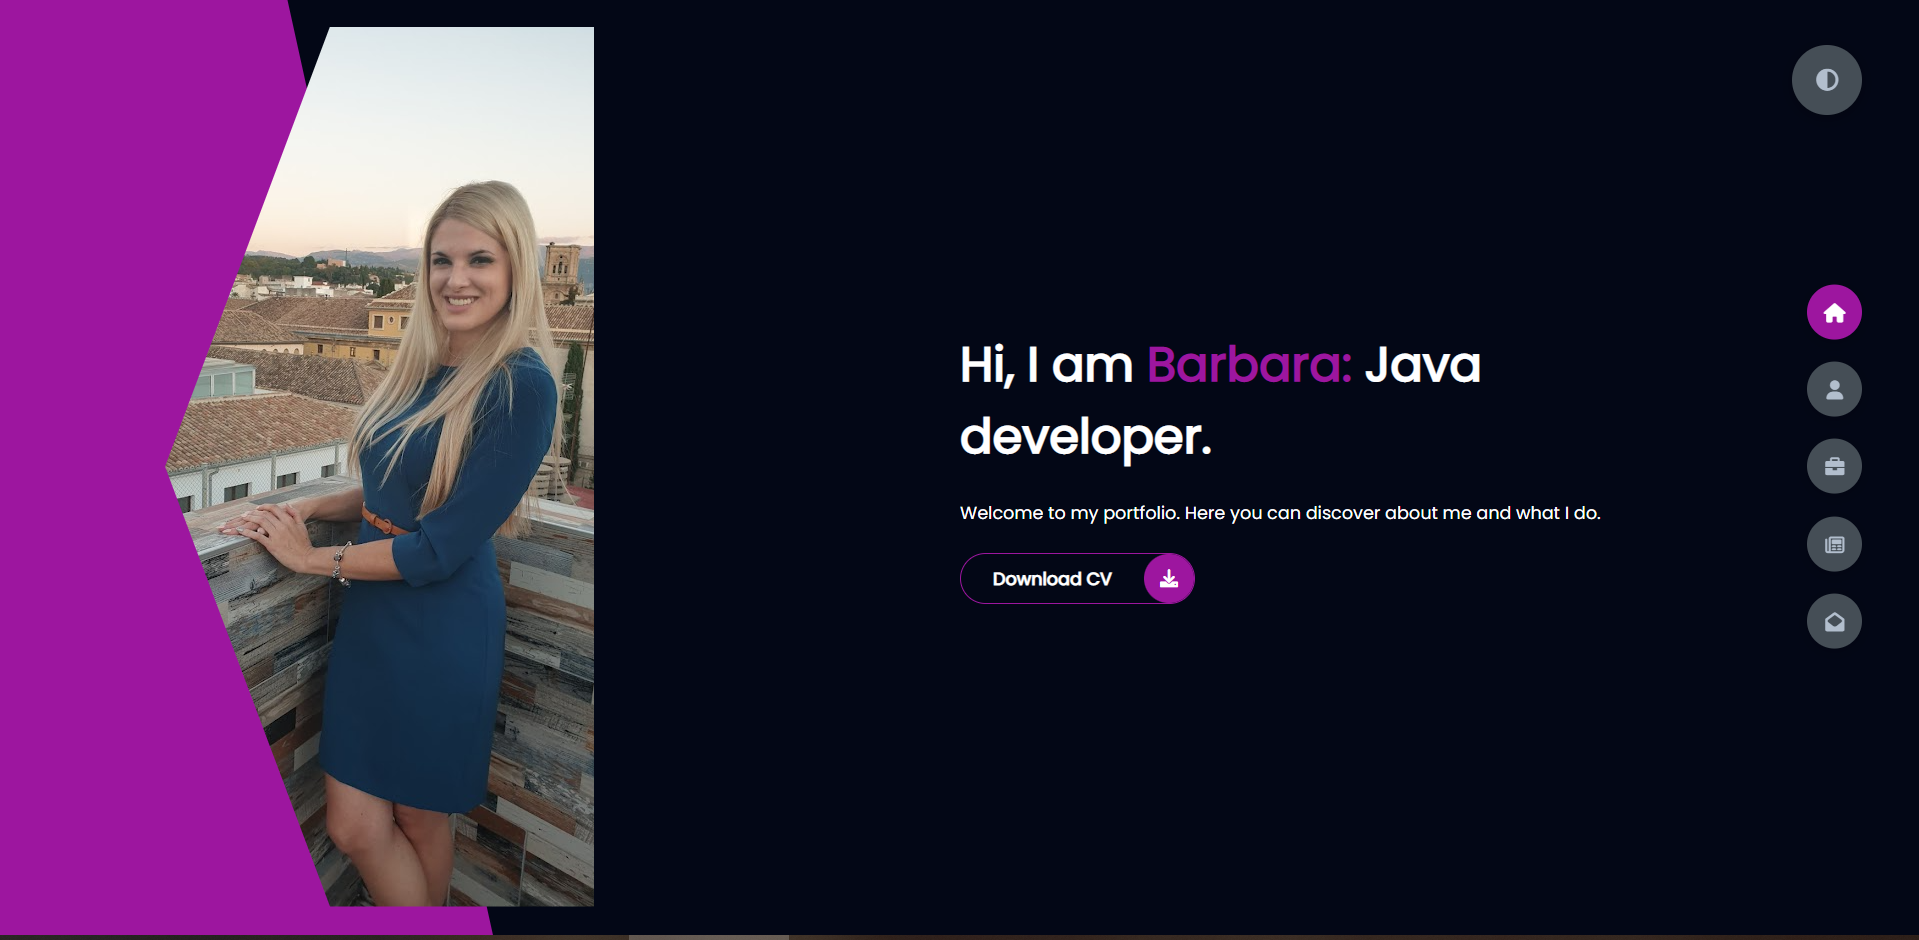 Hi, I am Barbara: Java
developer.
Welcome to my portfolio. Here you can discover about me and what I do.
Download CV